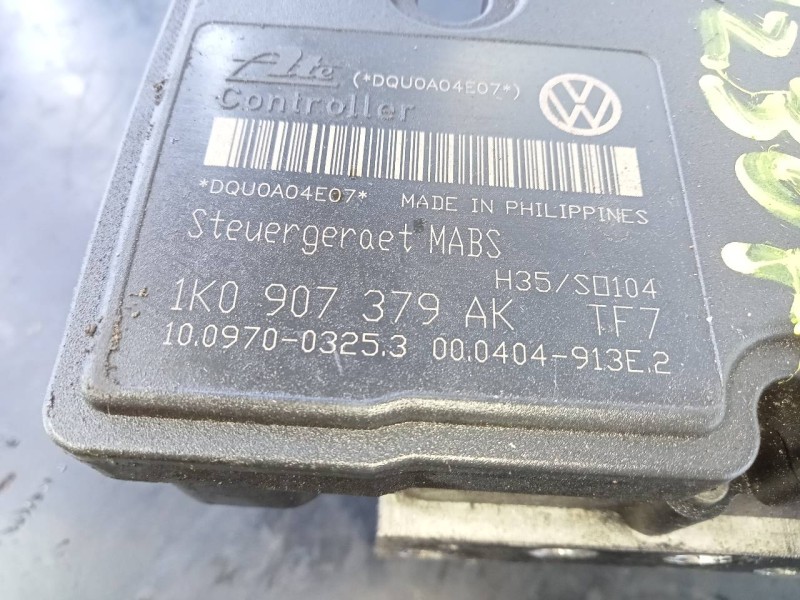 Ate (*DQU0A04E07*)
Controller
*DQU0A04E07* MADE IN PHILIPPINES
Steuergeraet MABS
H35/S0104
1K0 907 379 AK TF7
10.0970-0325.3 00.0404-913E.2